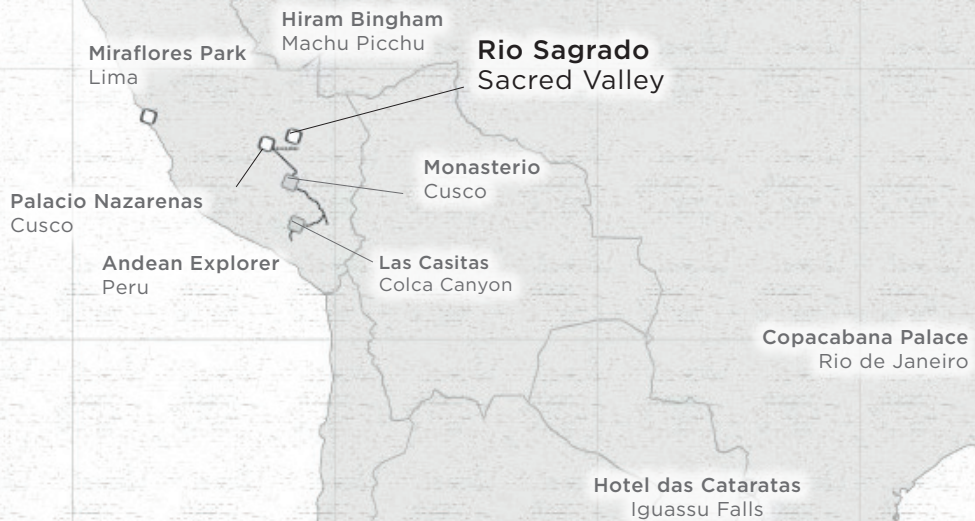 Hiram Bingham
Machu Picchu
Rio Sagrado
Sacred Valley
Miraflores Park
Lima
Monasterio
Cusco
Palacio Nazarenas
Cusco
Andean Explorer
Peru
Las Casitas
Colca Canyon
Copacabana Palace
Rio de Janeiro
Hotel das Cataratas
Iguassu Falls